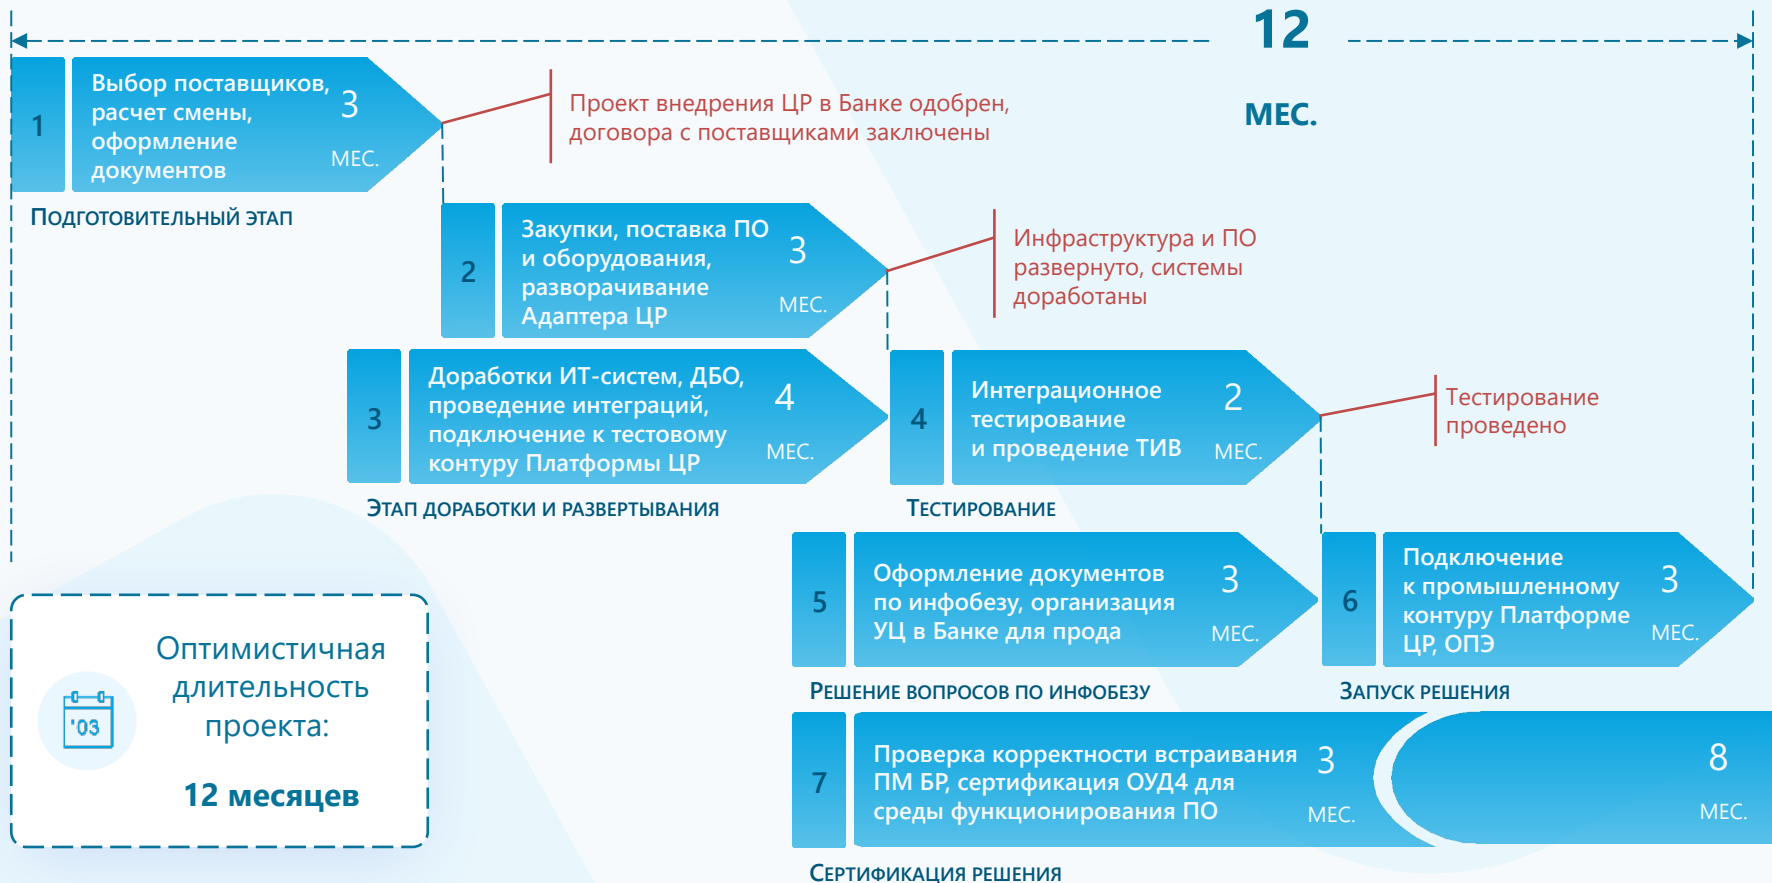 12
МЕС.
1
Выбор поставщиков,
расчет смены,
оформление
документов
3
МЕС.
Проект внедрения ЦР в Банке одобрен,
договора с поставщиками заключены
Подготовительный этап
2
Закупки, поставка ПО
и оборудования,
разворачивание
Адаптера ЦР
3
МЕС.
Инфраструктура и ПО
развернуто, системы
доработаны
3
Доработки ИТ-систем, ДБО,
проведение интеграций,
подключение к тестовому
контуру Платформы ЦР
4
МЕС.
Этап доработки и развертывания
4
Интеграционное
тестирование
и проведение ТИВ
2
МЕС.
Тестирование
проведено
Тестирование
5
Оформление документов
по инфобезу, организация
УЦ в Банке для прода
3
МЕС.
Решение вопросов по инфобезу
6
Подключение
к промышленному
контуру Платформе
ЦР, ОПЭ
3
МЕС.
Запуск решения
7
Проверка корректности встраивания
ПМ БР, сертификация ОУД4 для
среды функционирования ПО
3
МЕС.
8
МЕС.
Сертификация решения
'03
Оптимистичная
длительность
проекта:
12 месяцев